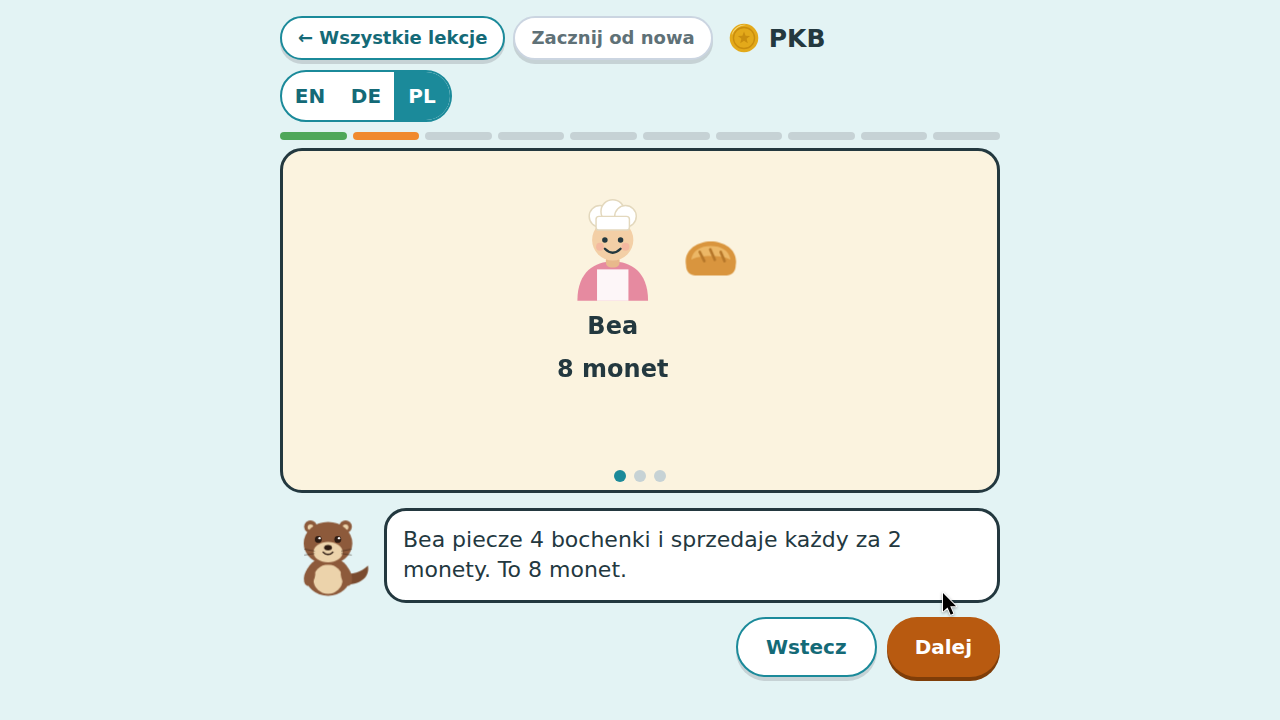 ← Wszystkie lekcje
Zacznij od nowa
PKB
EN DE PL
Bea
8 monet
Bea piecze 4 bochenki i sprzedaje każdy za 2
monety. To 8 monet.
Wstecz
Dalej